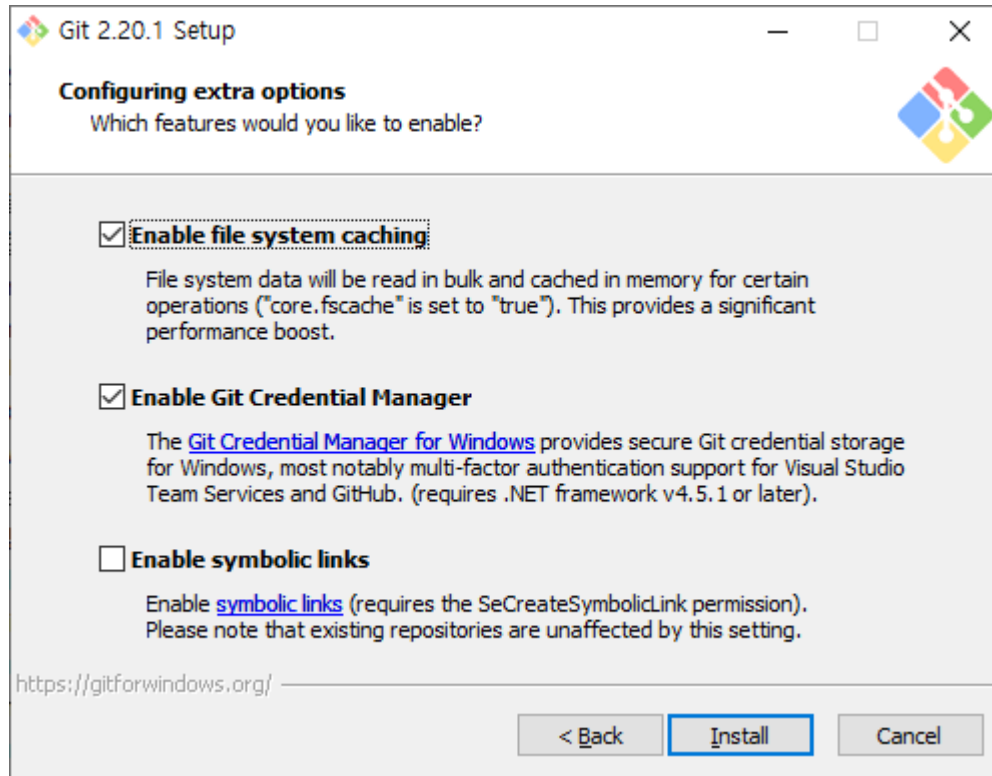 Git 2.20.1 Setup
Configuring extra options
Which features would you like to enable?
Enable file system caching
File system data will be read in bulk and cached in memory for certain
operations ("core.fscache" is set to "true"). This provides a significant
performance boost.
Enable Git Credential Manager
The Git Credential Manager for Windows provides secure Git credential storage
for Windows, most notably multi-factor authentication support for Visual Studio
Team Services and GitHub. (requires .NET framework v4.5.1 or later).
Enable symbolic links
Enable symbolic links (requires the SeCreateSymbolicLink permission).
Please note that existing repositories are unaffected by this setting.
https://gitforwindows.org/
< Back Install Cancel